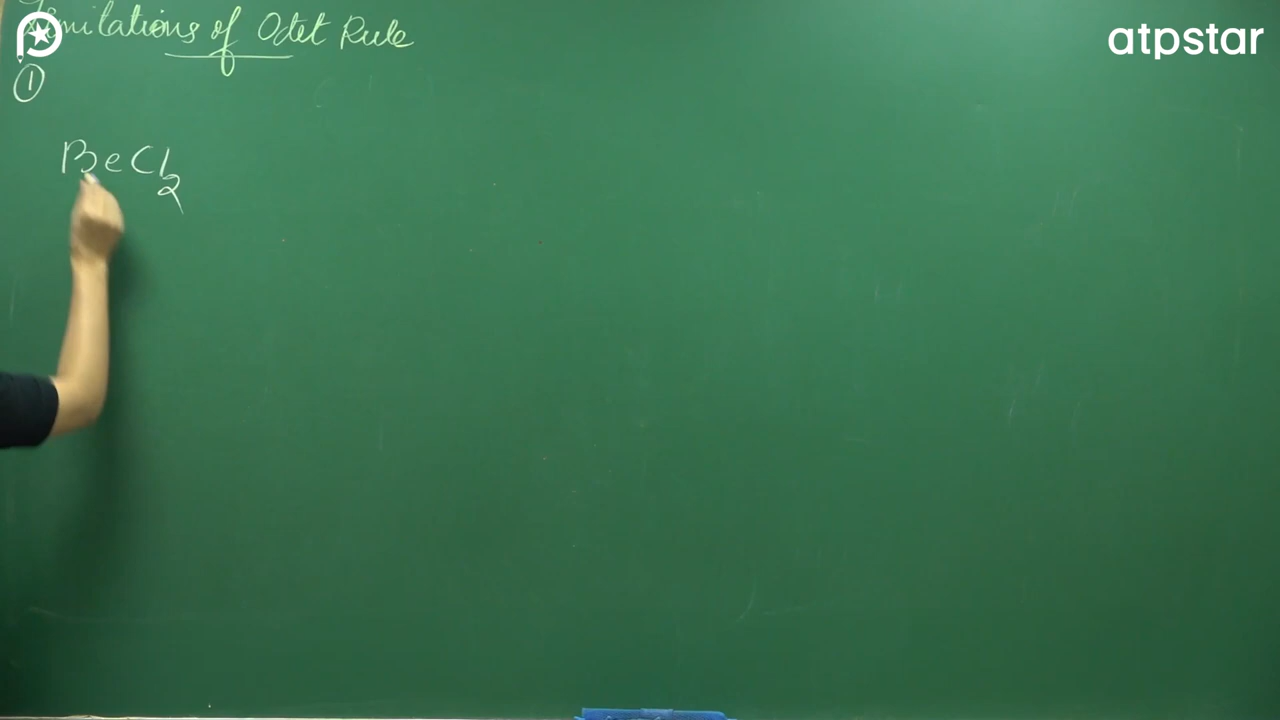 Limitations of Octet Rule
atpstar
①
BeCl₂